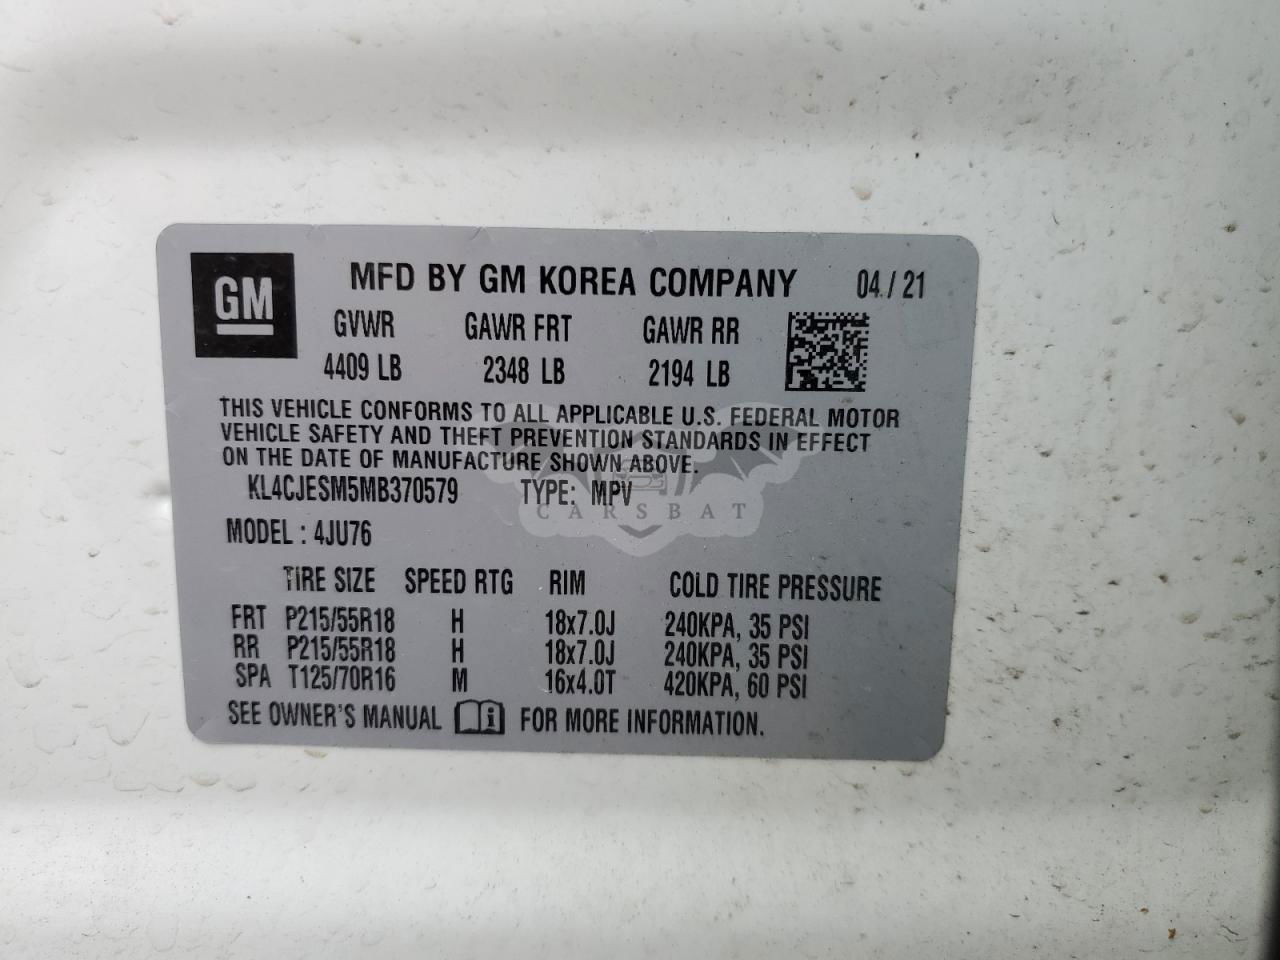 GM MFD BY GM KOREA COMPANY 04/21
GVWR GAWR FRT GAWR RR
4409 LB 2348 LB 2194 LB
THIS VEHICLE CONFORMS TO ALL APPLICABLE U.S. FEDERAL MOTOR
VEHICLE SAFETY AND THEFT PREVENTION STANDARDS IN EFFECT
ON THE DATE OF MANUFACTURE SHOWN ABOVE.
KL4CJESM5MB370579 TYPE: MPV
CARSBAT
MODEL : 4JU76
TIRE SIZE SPEED RTG RIM COLD TIRE PRESSURE
FRT P215/55R18 H 18x7.0J 240KPA, 35 PSI
RR P215/55R18 H 18x7.0J 240KPA, 35 PSI
SPA T125/70R16 M 16x4.0T 420KPA, 60 PSI
SEE OWNER'S MANUAL i FOR MORE INFORMATION.